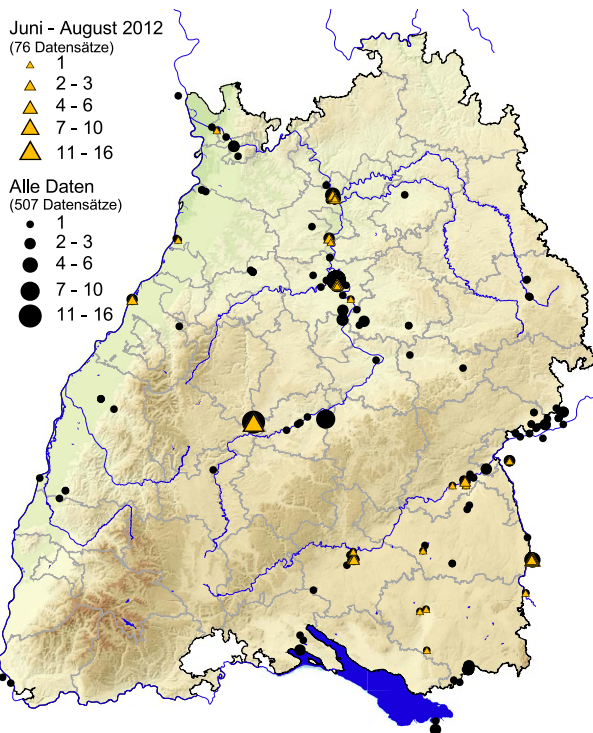 Juni - August 2012
(76 Datensätze)
1
2 - 3
4 - 6
7 - 10
11 - 16
Alle Daten
(507 Datensätze)
1
2 - 3
4 - 6
7 - 10
11 - 16